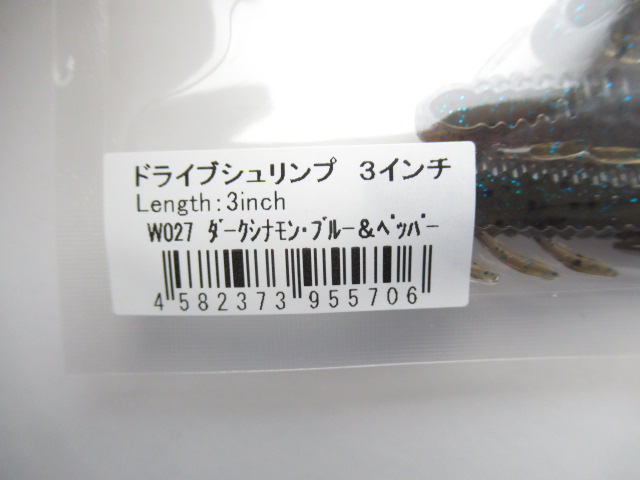 ドライブシュリンプ 3インチ
Length:3inch
W027 ﾀﾞｰｸｼﾅﾓﾝ･ﾌﾞﾙｰ&ﾍﾟｯﾊﾟｰ
4 582373 955706